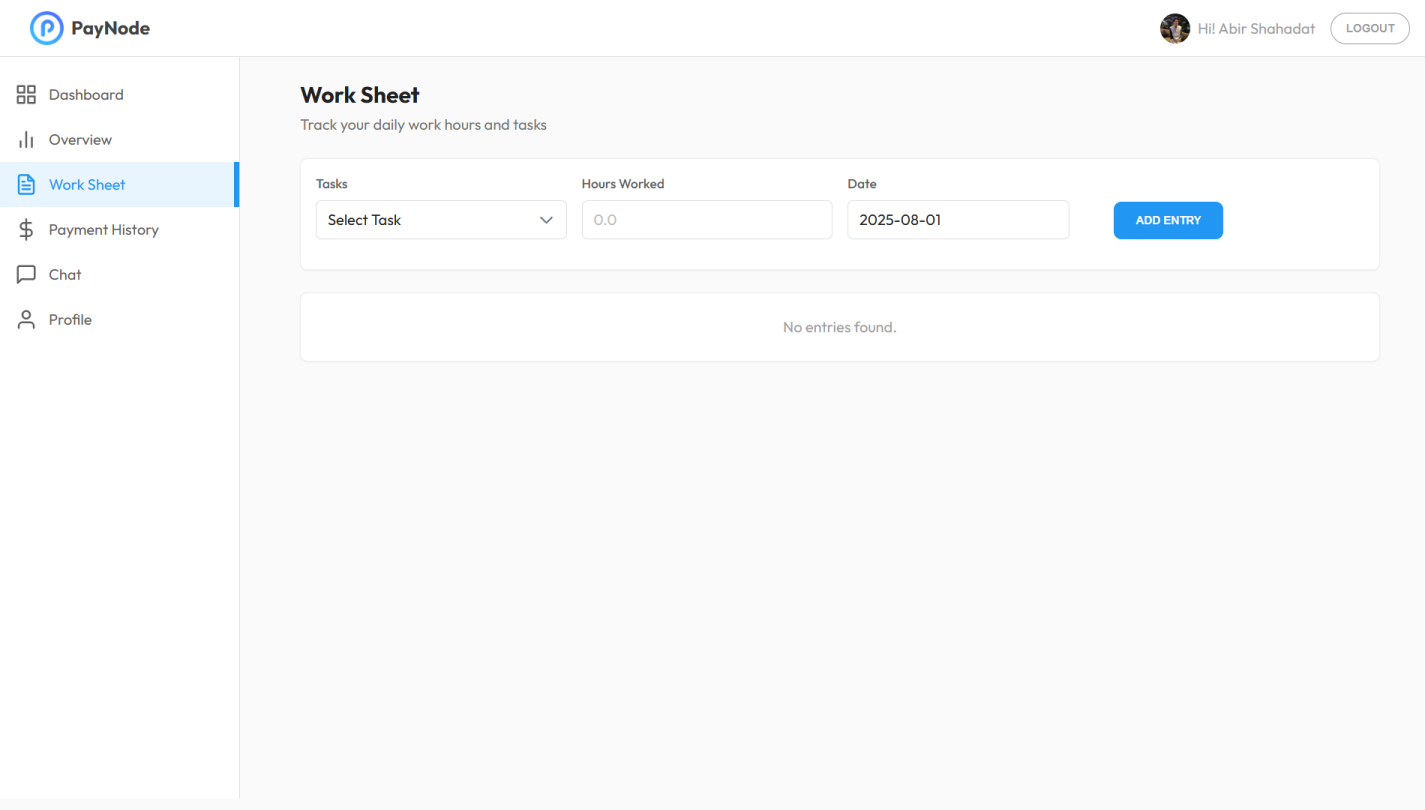 PayNode
Hi! Abir Shahadat
LOGOUT
Dashboard
Overview
Work Sheet
Payment History
Chat
Profile
Work Sheet
Track your daily work hours and tasks
Tasks
Hours Worked
Date
Select Task
0.0
2025-08-01
ADD ENTRY
No entries found.